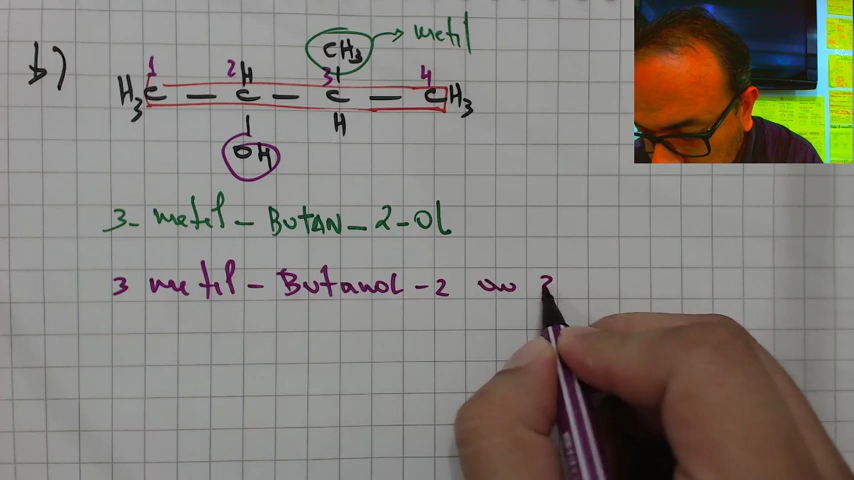 b)
CH3 → metil
1 2 H 3 4
H3C — C — C — CH3
H
OH
3- metil - BUTAN - 2 - OL
3 metil - Butanol - 2 ou 3